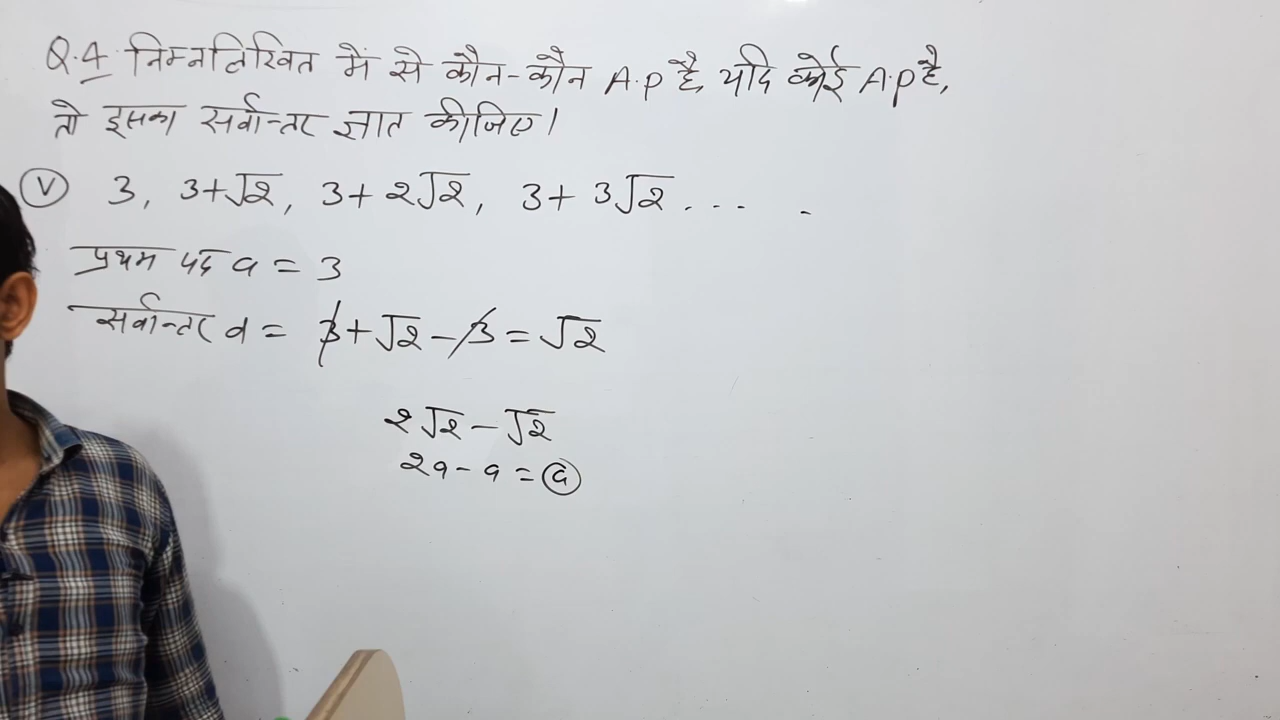 Q.4 निम्नलिखित में से कौन-कौन A.P है, यदि कोई A.P है,
तो इसका सर्वान्तर ज्ञात कीजिए।
(V) 3, 3+√2, 3+2√2, 3+3√2 ....
प्रथम पद a = 3
सर्वान्तर d = 3+√2-3 = √2
2√2-√2
2a-a = a